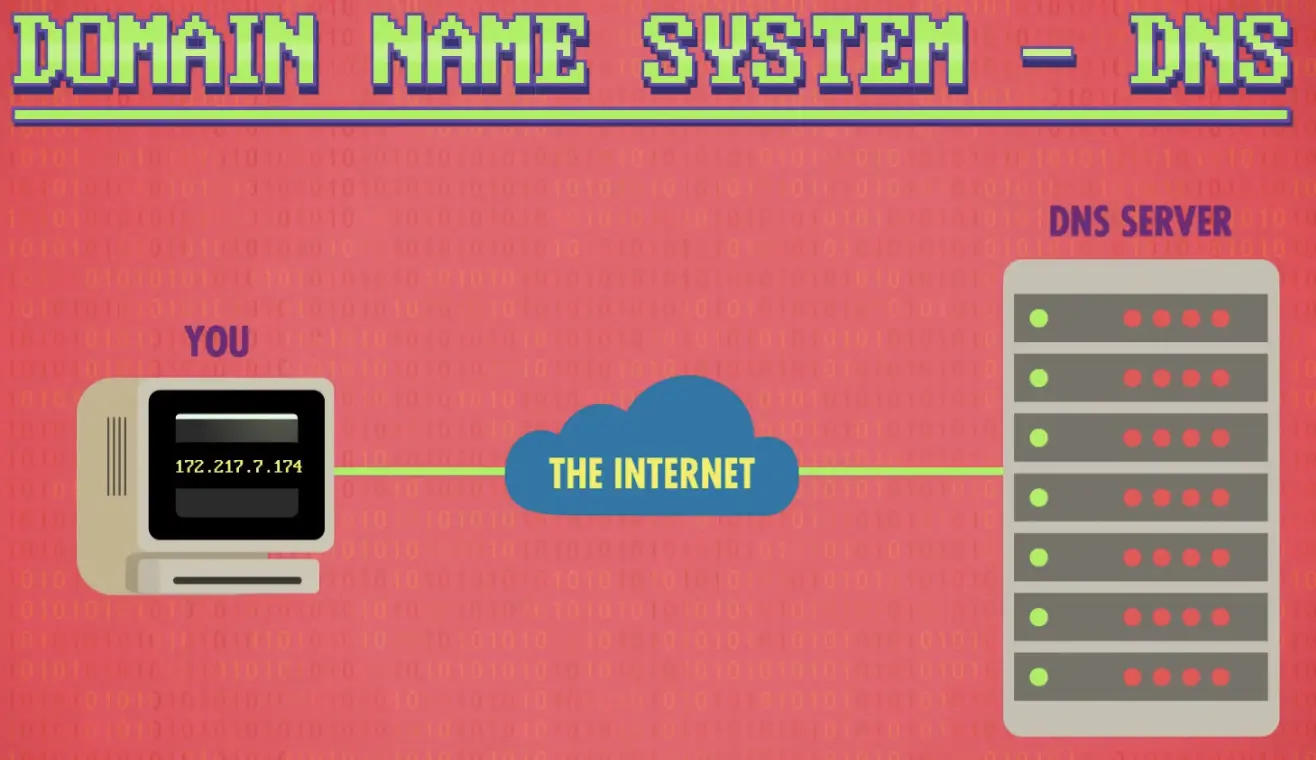 DOMAIN NAME SYSTEM - DNS
DNS SERVER
YOU
172.217.7.174
THE INTERNET